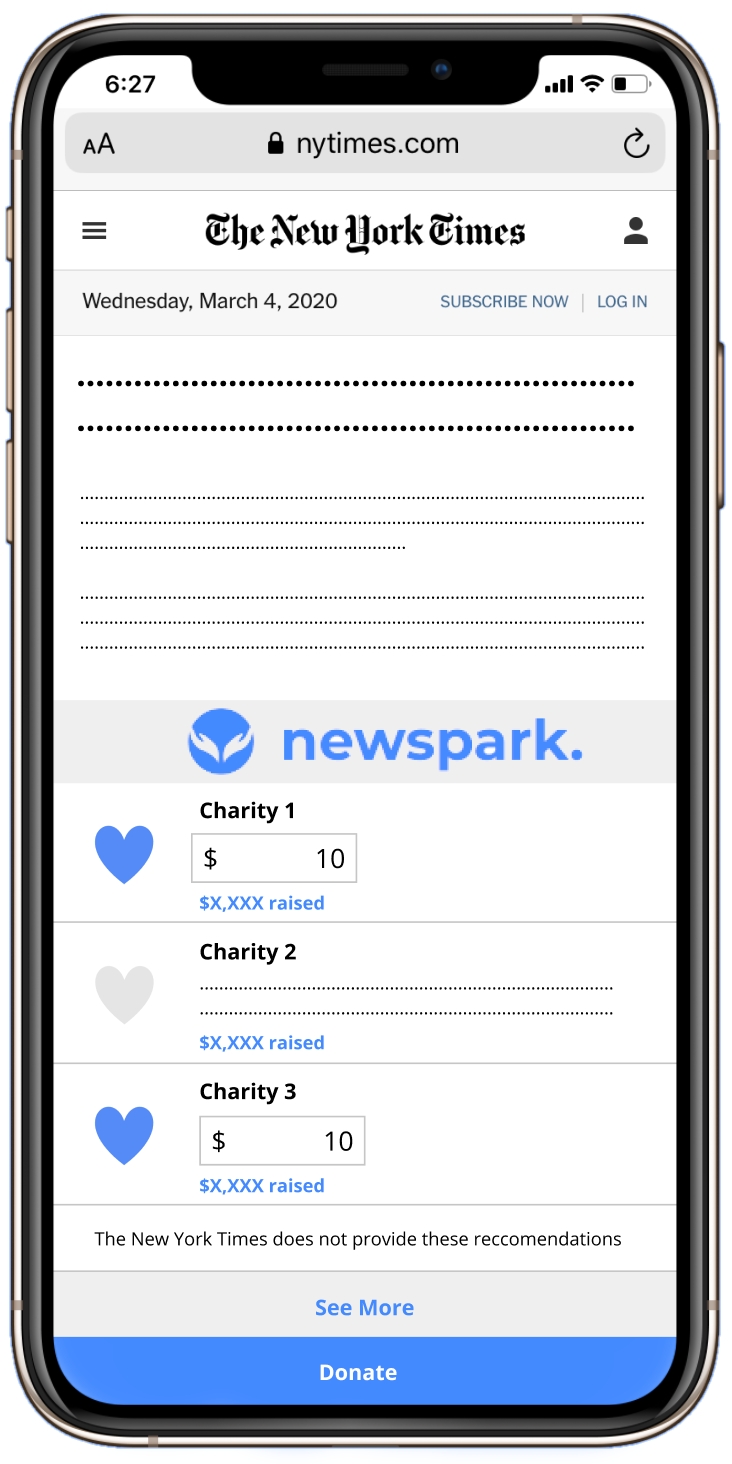 6:27
AA nytimes.com
The New York Times
Wednesday, March 4, 2020 SUBSCRIBE NOW | LOG IN
newspark.
Charity 1
$ 10
$X,XXX raised
Charity 2
$X,XXX raised
Charity 3
$ 10
$X,XXX raised
The New York Times does not provide these reccomendations
See More
Donate